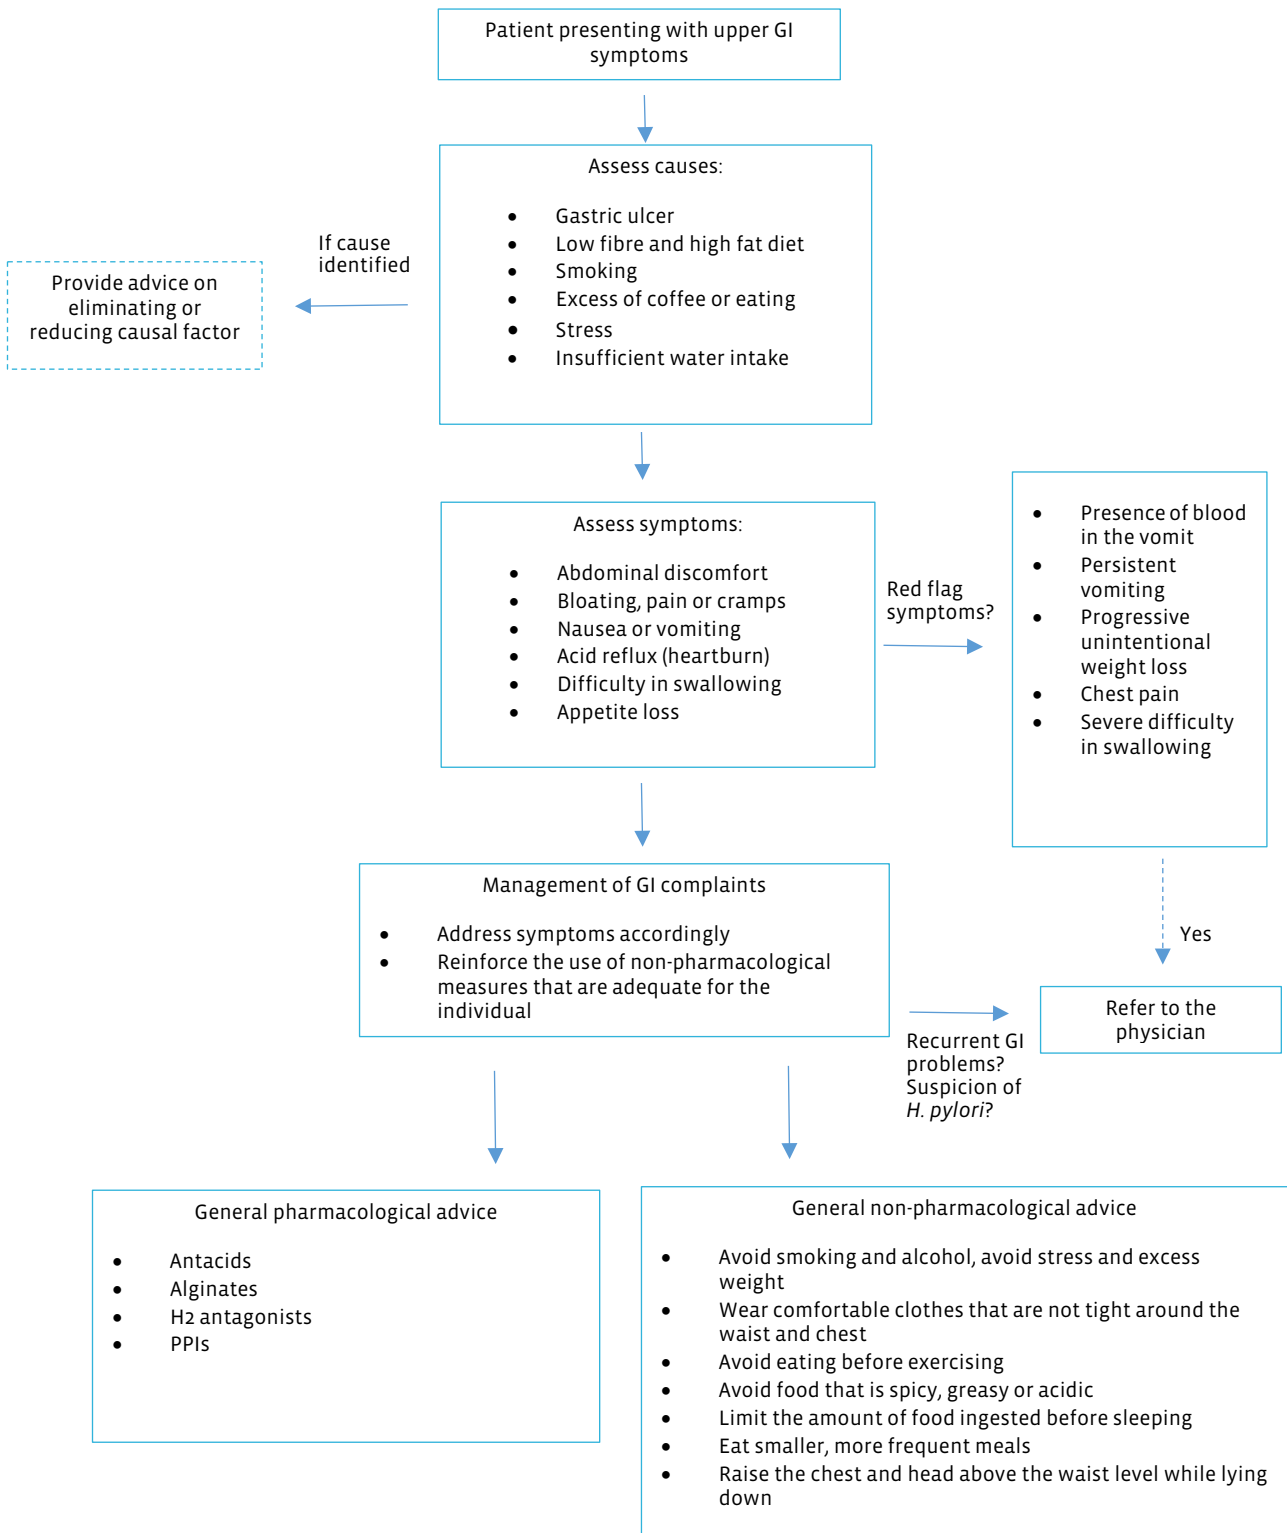 Patient presenting with upper GI
symptoms
Assess causes:
• Gastric ulcer
• Low fibre and high fat diet
• Smoking
• Excess of coffee or eating
• Stress
• Insufficient water intake
If cause
identified
Provide advice on
eliminating or
reducing causal factor
Assess symptoms:
• Abdominal discomfort
• Bloating, pain or cramps
• Nausea or vomiting
• Acid reflux (heartburn)
• Difficulty in swallowing
• Appetite loss
Red flag
symptoms?
• Presence of blood
in the vomit
• Persistent
vomiting
• Progressive
unintentional
weight loss
• Chest pain
• Severe difficulty
in swallowing
Yes
Refer to the
physician
Management of GI complaints
• Address symptoms accordingly
• Reinforce the use of non-pharmacological
measures that are adequate for the
individual
Recurrent GI
problems?
Suspicion of
H. pylori?
General pharmacological advice
• Antacids
• Alginates
• H2 antagonists
• PPIs
General non-pharmacological advice
• Avoid smoking and alcohol, avoid stress and excess
weight
• Wear comfortable clothes that are not tight around the
waist and chest
• Avoid eating before exercising
• Avoid food that is spicy, greasy or acidic
• Limit the amount of food ingested before sleeping
• Eat smaller, more frequent meals
• Raise the chest and head above the waist level while lying
down